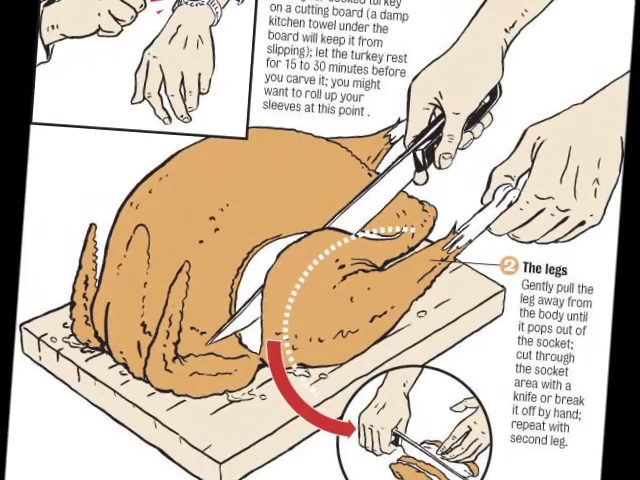 on a cutting board (a damp
kitchen towel under the
board will keep it from
slipping); let the turkey rest
for 15 to 30 minutes before
you carve it; you might
want to roll up your
sleeves at this point .
2 The legs
Gently pull the
leg away from
the body until
it pops out of
the socket;
cut through
the socket
area with a
knife or break
it off by hand;
repeat with
second leg.